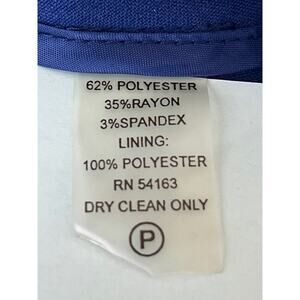 62% POLYESTER
35%RAYON
3%SPANDEX
LINING:
100% POLYESTER
RN 54163
DRY CLEAN ONLY
P